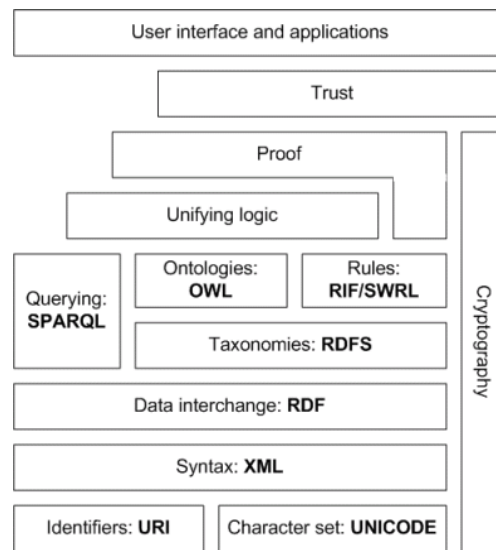 User interface and applications
Trust
Proof
Unifying logic
Querying:
SPARQL
Ontologies:
OWL
Rules:
RIF/SWRL
Taxonomies: RDFS
Cryptography
Data interchange: RDF
Syntax: XML
Identifiers: URI
Character set: UNICODE